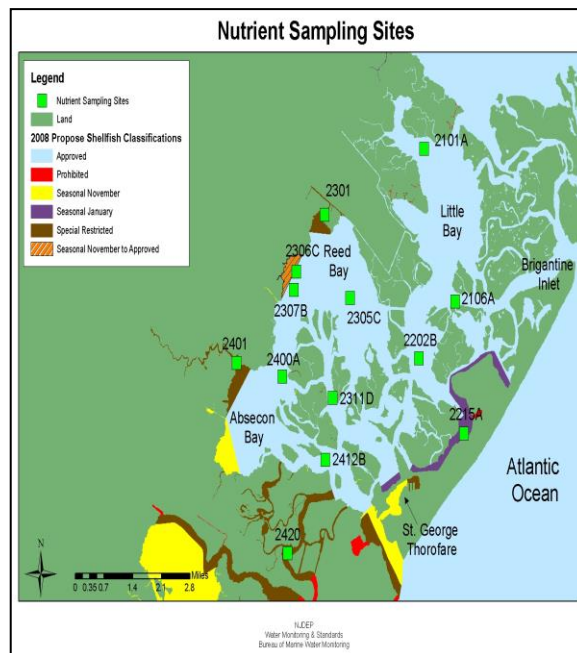 Nutrient Sampling Sites
Legend
Nutrient Sampling Sites
Land
2008 Propose Shellfish Classifications
Approved
Prohibited
Seasonal November
Seasonal January
Special Restricted
Seasonal November to Approved
2101A
2301
Little
Bay
2306C
Reed
Bay
Brigantine
Inlet
2307B
2305C
2106A
2401
2400A
2202B
2311D
Absecon
Bay
2215A
2412B
Atlantic
Ocean
St. George
Thorofare
2420
N
Miles
0 0.35 0.7 1.4 2.1 2.8
NJDEP
Water Monitoring & Standards
Bureau of Marine Water Monitoring